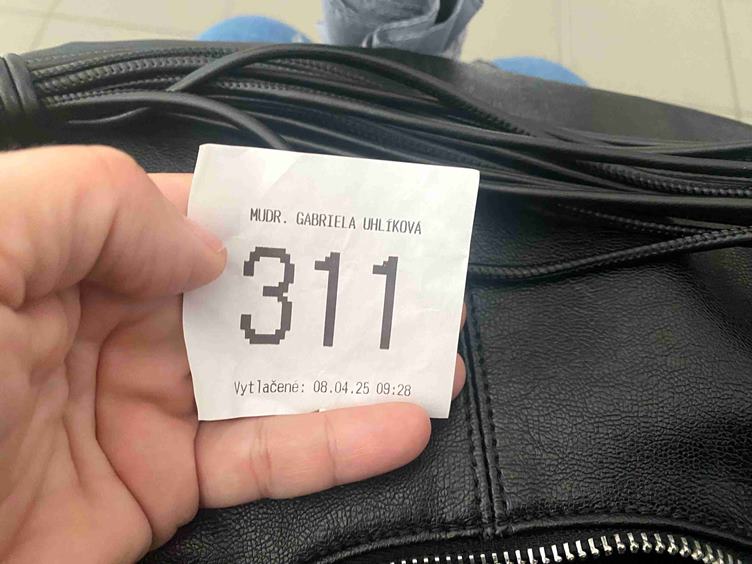 MUDR. GABRIELA UHLÍKOVÁ
311
Vytlačené: 08.04.25 09:28